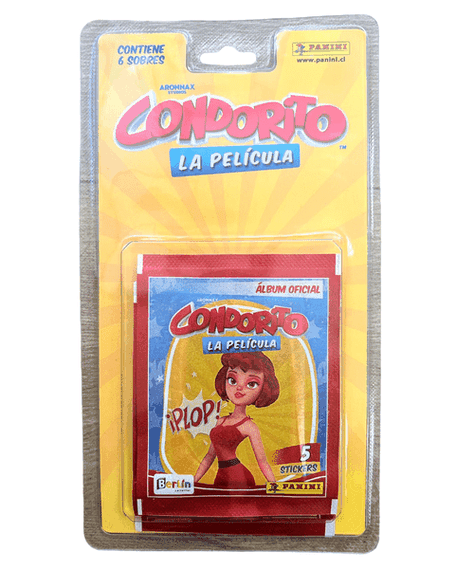 CONTIENE
6 SOBRES
PANINI
www.panini.cl
ARONNAX
CONDORITO
™
LA PELÍCULA
ÁLBUM OFICIAL
CONDORITO
LA PELÍCULA
¡PLOP!
5
STICKERS
Berlín
PANINI